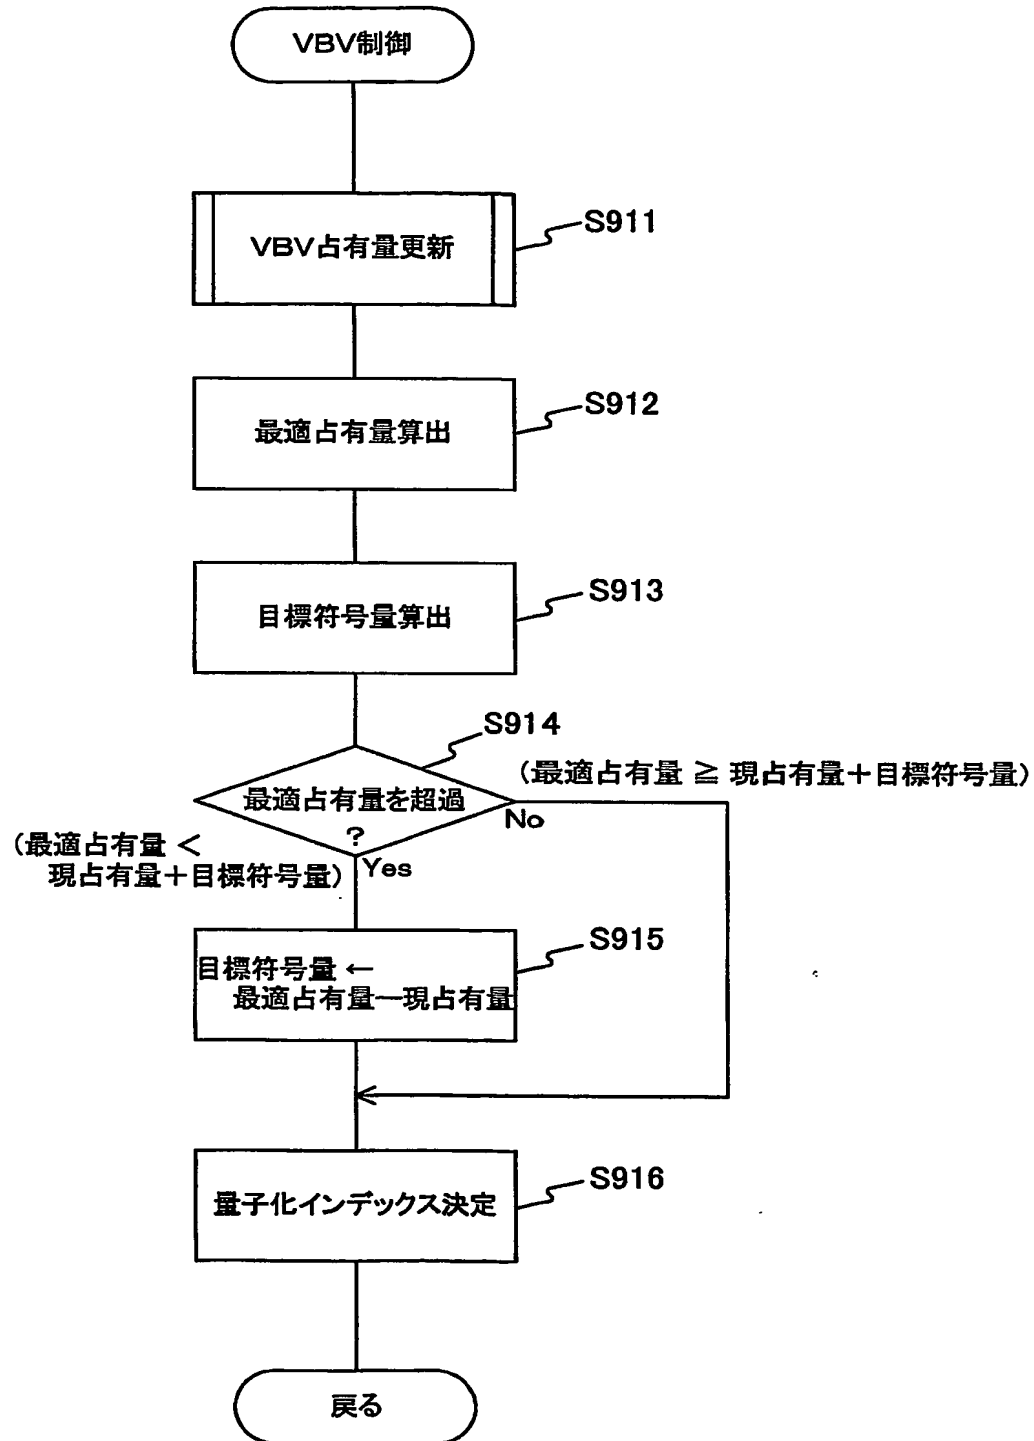 VBV制御
VBV占有量更新
S911
最適占有量算出
S912
目標符号量算出
S913
S914
最適占有量を超過
?
(最適占有量 ≧ 現占有量+目標符号量)
No
(最適占有量 <
現占有量+目標符号量)
Yes
目標符号量 ←
最適占有量ー現占有量
S915
量子化インデックス決定
S916
戻る